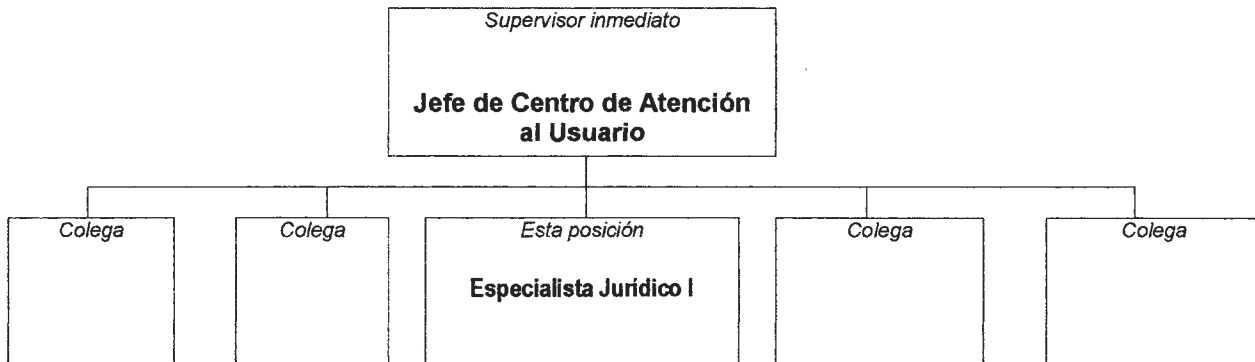 Supervisor inmediato
Jefe de Centro de Atención
al Usuario
Colega
Colega
Esta posición
Especialista Jurídico I
Colega
Colega